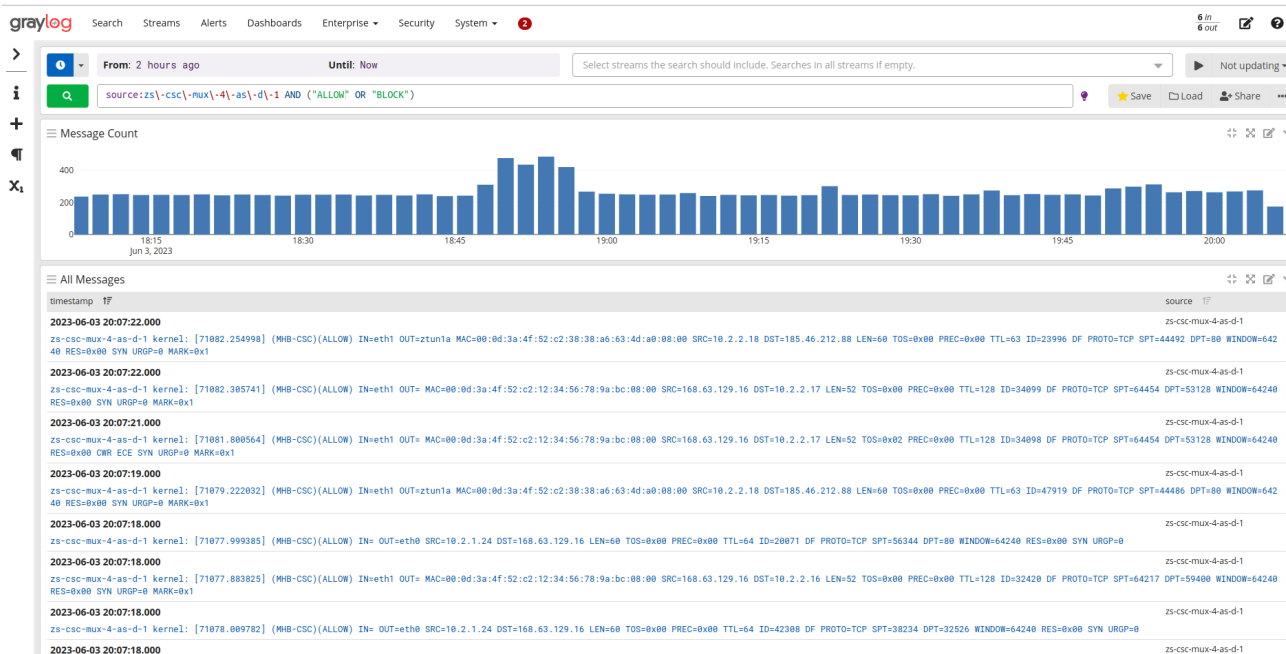 graylog Search Streams Alerts Dashboards Enterprise Security System 2 6 in
6 out
From: 2 hours ago Until: Now Select streams the search should include. Searches in all streams if empty. Not updating
source:zs\-csc\-mux\-4\-as\-d\-1 AND ("ALLOW" OR "BLOCK") Save Load Share
Message Count
400
200
0
18:15 18:30 18:45 19:00 19:15 19:30 19:45 20:00
Jun 3, 2023
All Messages
timestamp source
2023-06-03 20:07:22.000 zs-csc-mux-4-as-d-1
zs-csc-mux-4-as-d-1 kernel: [71082.254998] (MHB-CSC)(ALLOW) IN=eth1 OUT=ztun1a MAC=00:0d:3a:4f:52:c2:38:38:a6:63:4d:a0:08:00 SRC=10.2.2.18 DST=185.46.212.88 LEN=60 TOS=0x00 PREC=0x00 TTL=63 ID=23996 DF PROTO=TCP SPT=44492 DPT=80 WINDOW=642
40 RES=0x00 SYN URGP=0 MARK=0x1
2023-06-03 20:07:22.000 zs-csc-mux-4-as-d-1
zs-csc-mux-4-as-d-1 kernel: [71082.305741] (MHB-CSC)(ALLOW) IN=eth1 OUT= MAC=00:0d:3a:4f:52:c2:12:34:56:78:9a:bc:08:00 SRC=168.63.129.16 DST=10.2.2.17 LEN=52 TOS=0x00 PREC=0x00 TTL=128 ID=34099 DF PROTO=TCP SPT=64454 DPT=53128 WINDOW=64240
RES=0x00 SYN URGP=0 MARK=0x1
2023-06-03 20:07:21.000 zs-csc-mux-4-as-d-1
zs-csc-mux-4-as-d-1 kernel: [71081.800564] (MHB-CSC)(ALLOW) IN=eth1 OUT= MAC=00:0d:3a:4f:52:c2:12:34:56:78:9a:bc:08:00 SRC=168.63.129.16 DST=10.2.2.17 LEN=52 TOS=0x02 PREC=0x00 TTL=128 ID=34098 DF PROTO=TCP SPT=64454 DPT=53128 WINDOW=64240
RES=0x00 CWR ECE SYN URGP=0 MARK=0x1
2023-06-03 20:07:19.000 zs-csc-mux-4-as-d-1
zs-csc-mux-4-as-d-1 kernel: [71079.222032] (MHB-CSC)(ALLOW) IN=eth1 OUT=ztun1a MAC=00:0d:3a:4f:52:c2:38:38:a6:63:4d:a0:08:00 SRC=10.2.2.18 DST=185.46.212.88 LEN=60 TOS=0x00 PREC=0x00 TTL=63 ID=47919 DF PROTO=TCP SPT=44486 DPT=80 WINDOW=642
40 RES=0x00 SYN URGP=0 MARK=0x1
2023-06-03 20:07:18.000 zs-csc-mux-4-as-d-1
zs-csc-mux-4-as-d-1 kernel: [71077.999385] (MHB-CSC)(ALLOW) IN= OUT=eth0 SRC=10.2.1.24 DST=168.63.129.16 LEN=60 TOS=0x00 PREC=0x00 TTL=64 ID=20071 DF PROTO=TCP SPT=56344 DPT=80 WINDOW=64240 RES=0x00 SYN URGP=0
2023-06-03 20:07:18.000 zs-csc-mux-4-as-d-1
zs-csc-mux-4-as-d-1 kernel: [71077.883825] (MHB-CSC)(ALLOW) IN=eth1 OUT= MAC=00:0d:3a:4f:52:c2:12:34:56:78:9a:bc:08:00 SRC=168.63.129.16 DST=10.2.2.16 LEN=52 TOS=0x00 PREC=0x00 TTL=128 ID=32420 DF PROTO=TCP SPT=64217 DPT=59400 WINDOW=64240
RES=0x00 SYN URGP=0 MARK=0x1
2023-06-03 20:07:18.000 zs-csc-mux-4-as-d-1
zs-csc-mux-4-as-d-1 kernel: [71078.009782] (MHB-CSC)(ALLOW) IN= OUT=eth0 SRC=10.2.1.24 DST=168.63.129.16 LEN=60 TOS=0x00 PREC=0x00 TTL=64 ID=42308 DF PROTO=TCP SPT=38234 DPT=32526 WINDOW=64240 RES=0x00 SYN URGP=0
2023-06-03 20:07:18.000 zs-csc-mux-4-as-d-1